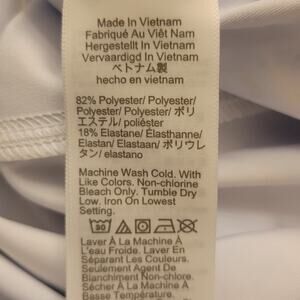 Made In Vietnam
Fabriqué Au Việt Nam
Hergestellt In Vietnam
Vervaardigd In Vietnam
ベトナム製
hecho en vietnam
82% Polyester/ Polyester/
Polyester/ Polyester/ ポリ
エステル/ poliéster
18% Elastane/ Élasthanne/
Elastan/ Elastaan/ ポリウレ
タン/ elastano
Machine Wash Cold. With
Like Colors. Non-chlorine
Bleach Only. Tumble Dry
Low. Iron On Lowest
Setting.
Laver À La Machine À
L'eau Froide. Laver En
Séparant Les Couleurs.
Seulement Agent De
Blanchiment Non-Chlore.
Sécher À La Machine À
Basse Température.